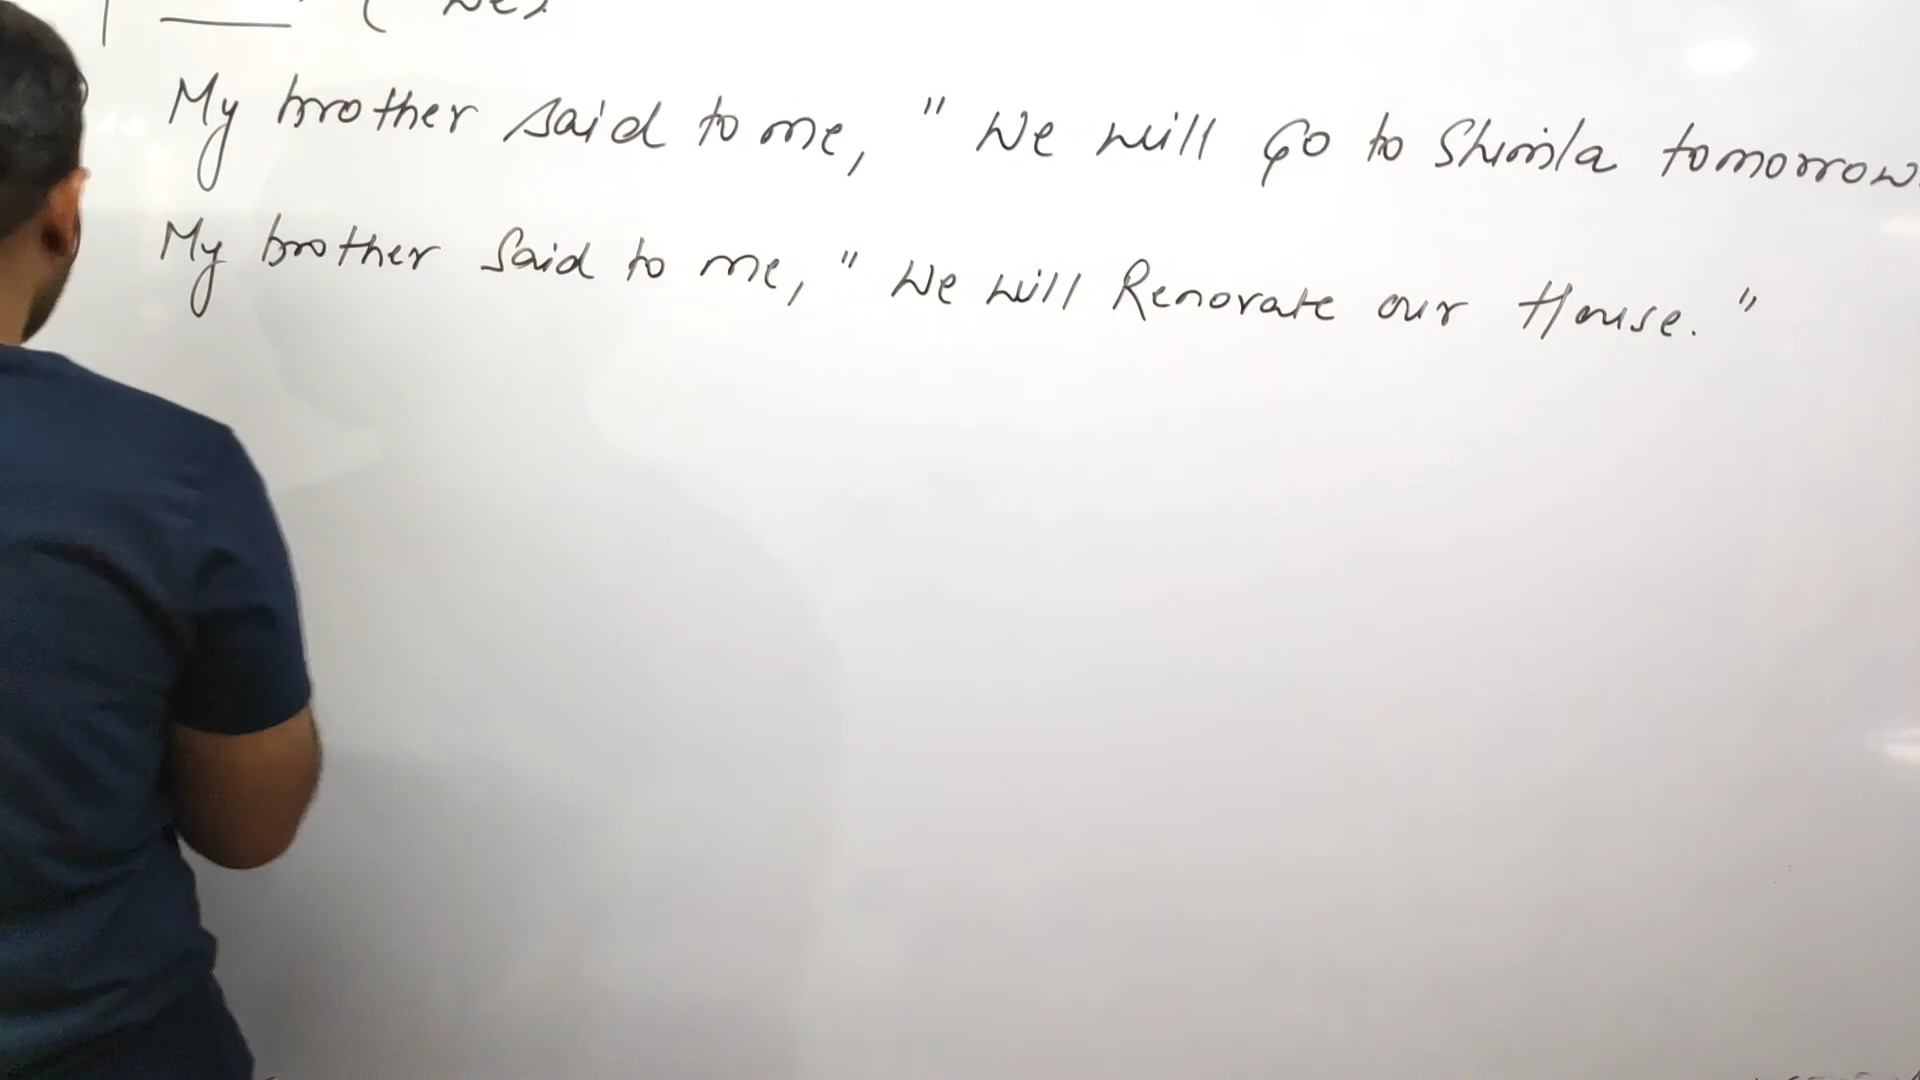 My brother said to me, " We will go to Shimla tomorrow.
My brother said to me, " We will Renovate our House. "